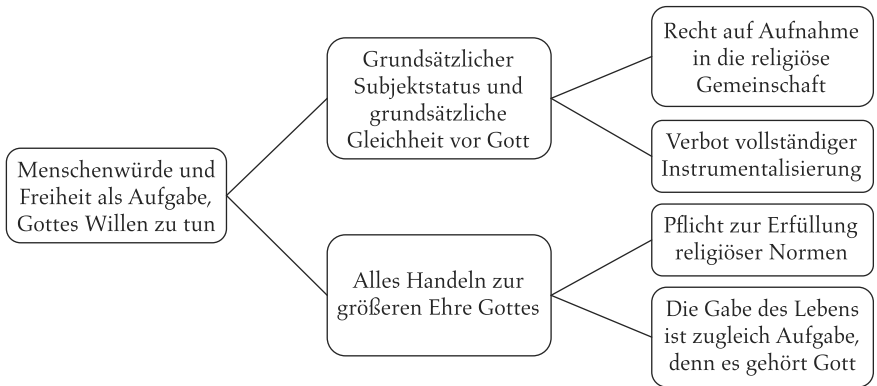 Menschenwürde und
Freiheit als Aufgabe,
Gottes Willen zu tun
Grundsätzlicher
Subjektstatus und
grundsätzliche
Gleichheit vor Gott
Alles Handeln zur
größeren Ehre Gottes
Recht auf Aufnahme
in die religiöse
Gemeinschaft
Verbot vollständiger
Instrumentalisierung
Pflicht zur Erfüllung
religiöser Normen
Die Gabe des Lebens
ist zugleich Aufgabe,
denn es gehört Gott